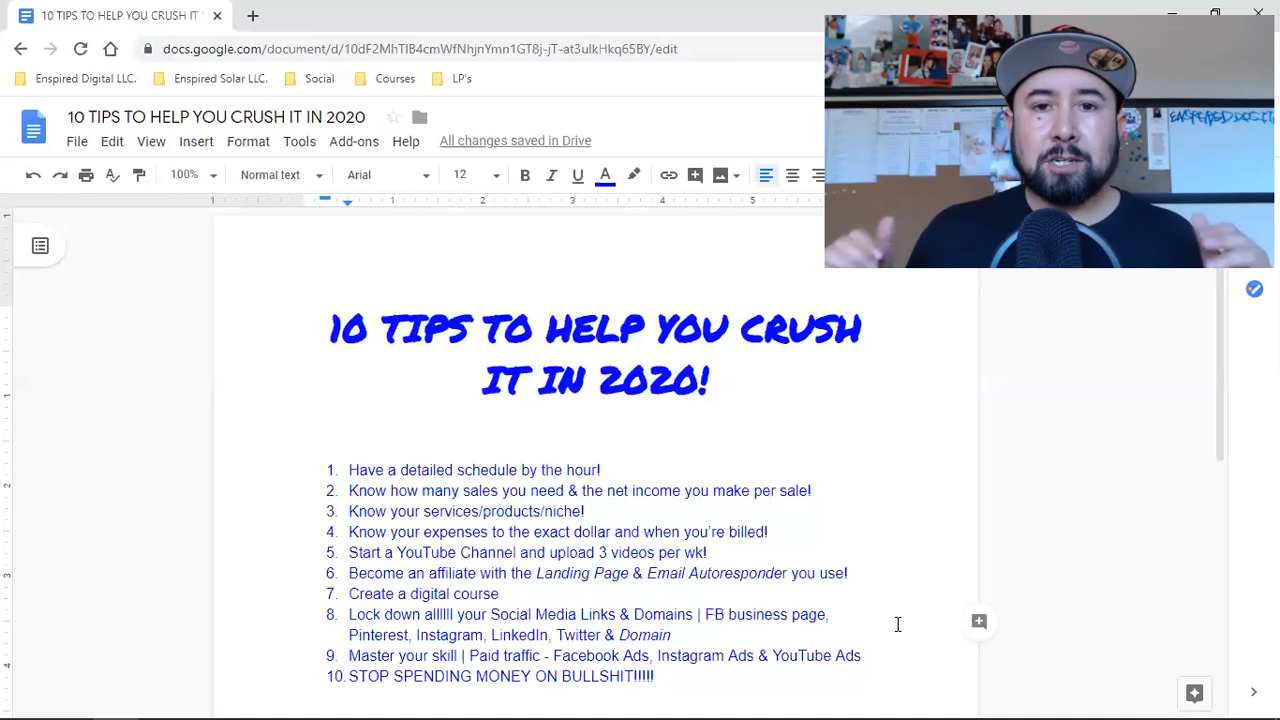 10 TIPS TO HELP YOU CRUSH IT
docs.google.com/document/d/10dF2MhTIB4cmWfNhjnYmn1GT8j-jT-at3ulkHkq65BY/edit
Enspired Digital LLC. Enspired Solar LLC. Social Courses LP's
10 TIPS TO HELP YOU CRUSH IT IN 2020
File Edit View Insert Format Tools Add-ons Help All changes saved in Drive
100% Normal text Arial 12 B I U A
1 1 2 3 4 5
10 TIPS TO HELP YOU CRUSH
IT IN 2020!
1. Have a detailed schedule by the hour!
2. Know how many sales you need & the net income you make per sale!
3. Know your services/products/niche!
4. Know your expenses to the exact dollar and when you're billed!
5. Start a YouTube Channel and upload 3 videos per wk!
6. Become an affiliate with the Landing Page & Email Autoresponder you use!
7. Create a digital course
8. Lock down allllll your Social Media Links & Domains | FB business page,
Pinterest, Instagram, LinkedIn, Twitter & Domain
9. Master your skill | Paid traffic - Facebook Ads, Instagram Ads & YouTube Ads
10. STOP SPENDING MONEY ON BULLSHIT!!!!!